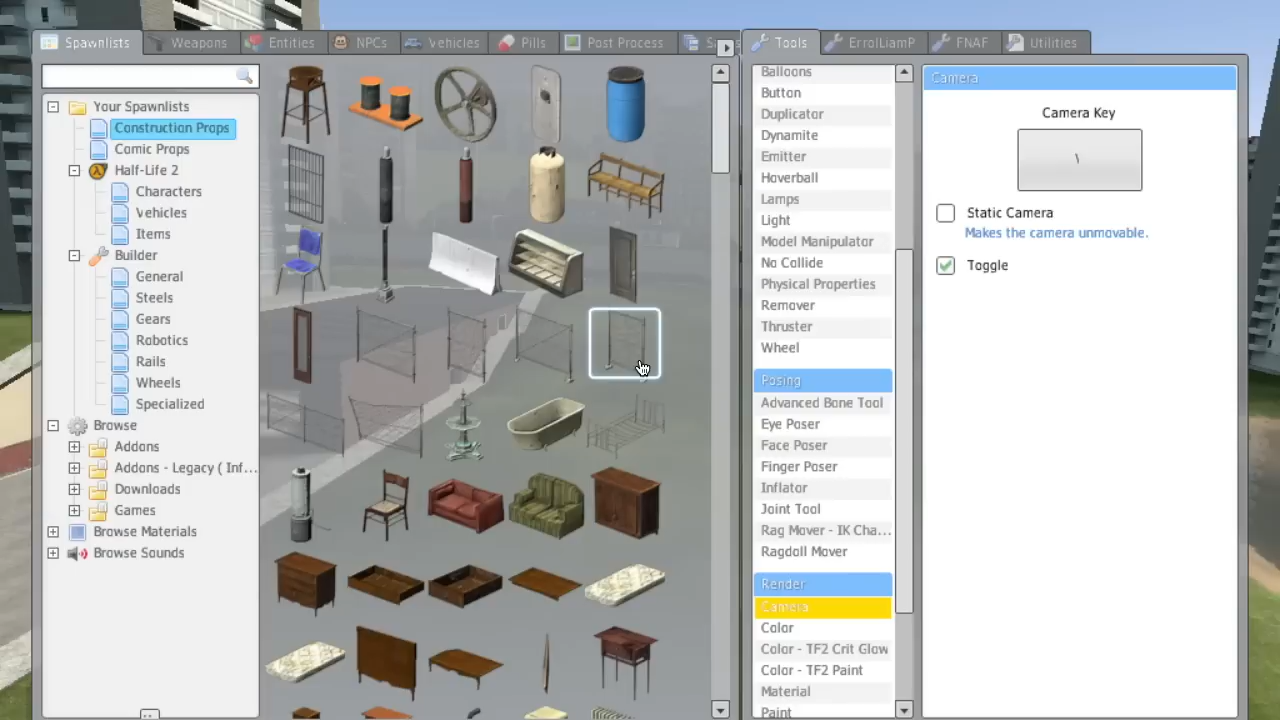 Spawnlists
Weapons
Entities
NPCs
Vehicles
Pills
Post Process
Tools
ErrolLiamP
FNAF
Utilities
Your Spawnlists
Construction Props
Comic Props
Half-Life 2
Characters
Vehicles
Items
Builder
General
Steels
Gears
Robotics
Rails
Wheels
Specialized
Browse
Addons
Addons - Legacy ( Inf...
Downloads
Games
Browse Materials
Browse Sounds
Balloons
Button
Duplicator
Dynamite
Emitter
Hoverball
Lamps
Light
Model Manipulator
No Collide
Physical Properties
Remover
Thruster
Wheel
Posing
Advanced Bone Tool
Eye Poser
Face Poser
Finger Poser
Inflator
Joint Tool
Rag Mover - IK Cha...
Ragdoll Mover
Render
Camera
Color
Color - TF2 Crit Glow
Color - TF2 Paint
Material
Paint
Camera
Camera Key
\
Static Camera
Makes the camera unmovable.
Toggle